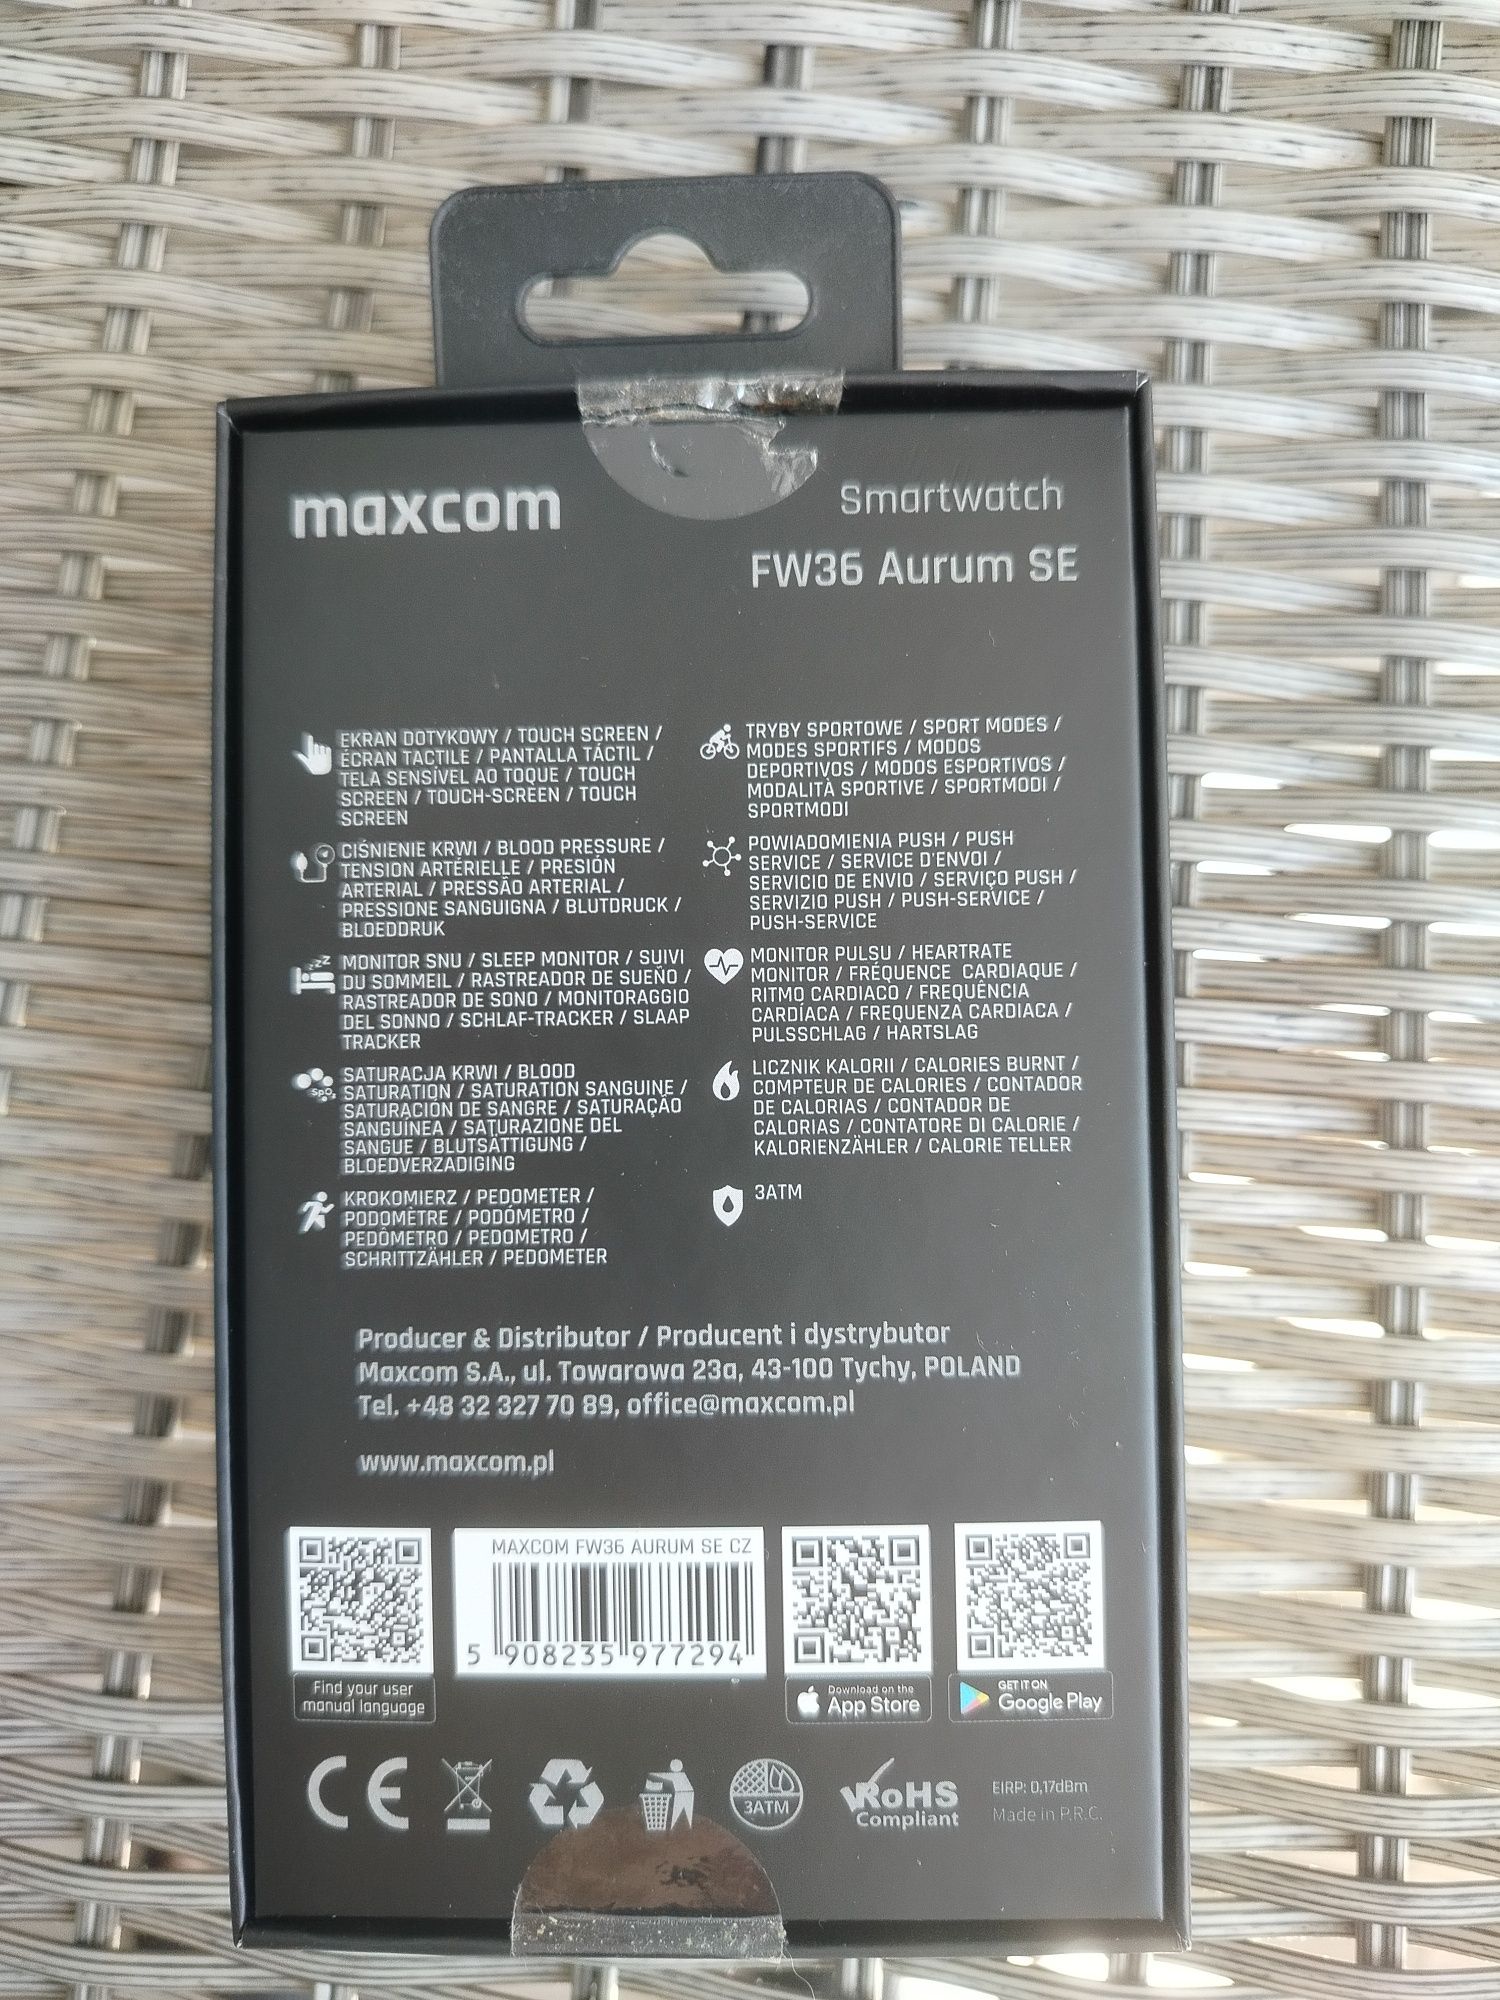 maxcom
Smartwatch
FW36 Aurum SE
EKRAN DOTYKOWY / TOUCH SCREEN /
ÉCRAN TACTILE / PANTALLA TÁCTIL /
TELA SENSÍVEL AO TOQUE / TOUCH
SCREEN / TOUCH-SCREEN / TOUCH
SCREEN
CIŚNIENIE KRWI / BLOOD PRESSURE /
TENSION ARTÉRIELLE / PRESIÓN
ARTERIAL / PRESSÃO ARTERIAL /
PRESSIONE SANGUIGNA / BLUTDRUCK /
BLOEDDRUK
MONITOR SNU / SLEEP MONITOR / SUIVI
DU SOMMEIL / RASTREADOR DE SUEÑO /
RASTREADOR DE SONO / MONITORAGGIO
DEL SONNO / SCHLAF-TRACKER / SLAAP
TRACKER
SATURACJA KRWI / BLOOD
SATURATION / SATURATION SANGUINE /
SATURACIÓN DE SANGRE / SATURAÇÃO
SANGUÍNEA / SATURAZIONE DEL
SANGUE / BLUTSÄTTIGUNG /
BLOEDVERZADIGING
SpO₂
KROKOMIERZ / PEDOMETER /
PODOMÈTRE / PODÓMETRO /
PEDÔMETRO / PEDOMETRO /
SCHRITTZÄHLER / PEDOMETER
TRYBY SPORTOWE / SPORT MODES /
MODES SPORTIFS / MODOS
DEPORTIVOS / MODOS ESPORTIVOS /
MODALITÀ SPORTIVE / SPORTMODI /
SPORTMODI
POWIADOMIENIA PUSH / PUSH
SERVICE / SERVICE D'ENVOI /
SERVICIO DE ENVIO / SERVIÇO PUSH /
SERVIZIO PUSH / PUSH-SERVICE /
PUSH-SERVICE
MONITOR PULSU / HEARTRATE
MONITOR / FRÉQUENCE CARDIAQUE /
RITMO CARDIACO / FREQUÊNCIA
CARDÍACA / FREQUENZA CARDIACA /
PULSSCHLAG / HARTSLAG
LICZNIK KALORII / CALORIES BURNT /
COMPTEUR DE CALORIES / CONTADOR
DE CALORIAS / CONTADOR DE
CALORIAS / CONTATORE DI CALORIE /
KALORIENZÄHLER / CALORIE TELLER
3ATM
Producer & Distributor / Producent i dystrybutor
Maxcom S.A., ul. Towarowa 23a, 43-100 Tychy, POLAND
Tel. +48 32 327 70 89, office@maxcom.pl
www.maxcom.pl
Find your user
manual language
MAXCOM FW36 AURUM SE CZ
5 908235 977294
Download on the
App Store
GET IT ON
Google Play
CE
3ATM
RoHS
Compliant
EIRP: 0,17dBm
Made in P.R.C.